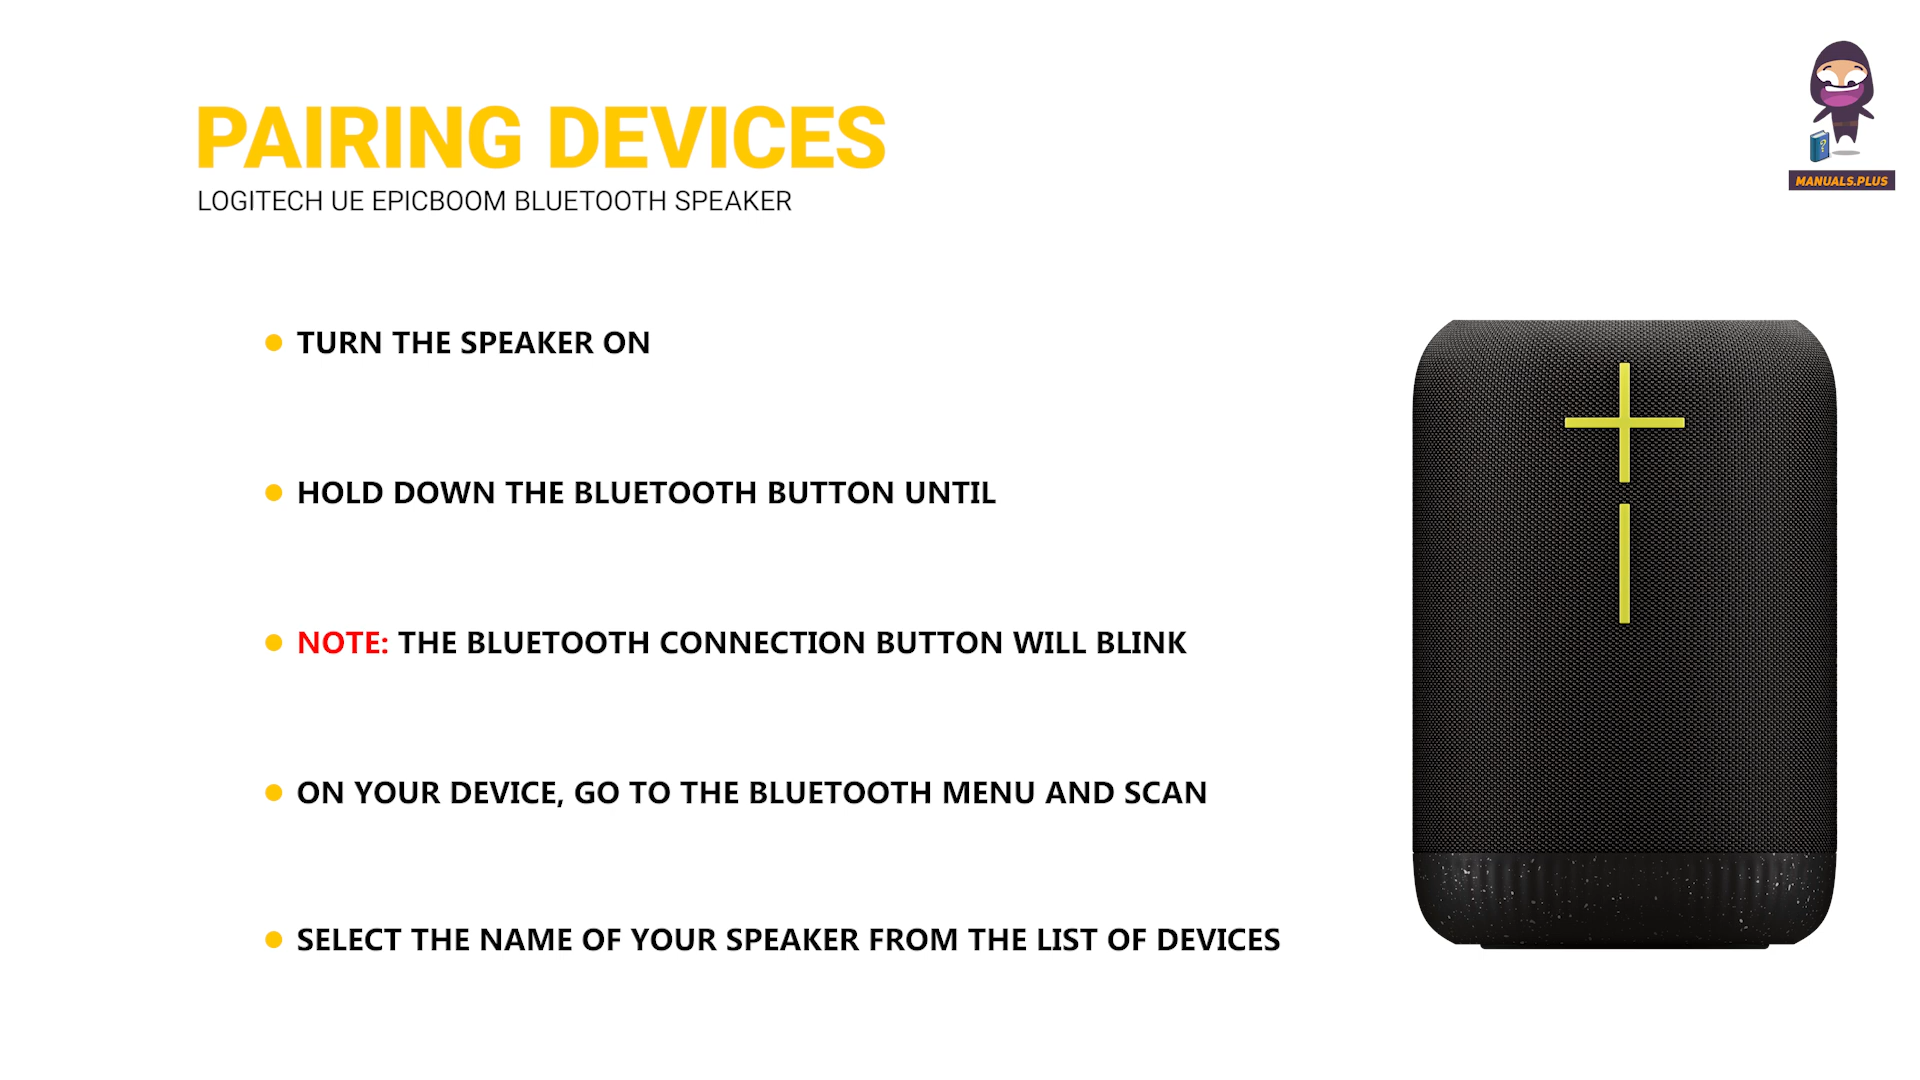 PAIRING DEVICES
LOGITECH UE EPICBOOM BLUETOOTH SPEAKER
MANUALS.PLUS
TURN THE SPEAKER ON
HOLD DOWN THE BLUETOOTH BUTTON UNTIL
NOTE: THE BLUETOOTH CONNECTION BUTTON WILL BLINK
ON YOUR DEVICE, GO TO THE BLUETOOTH MENU AND SCAN
SELECT THE NAME OF YOUR SPEAKER FROM THE LIST OF DEVICES